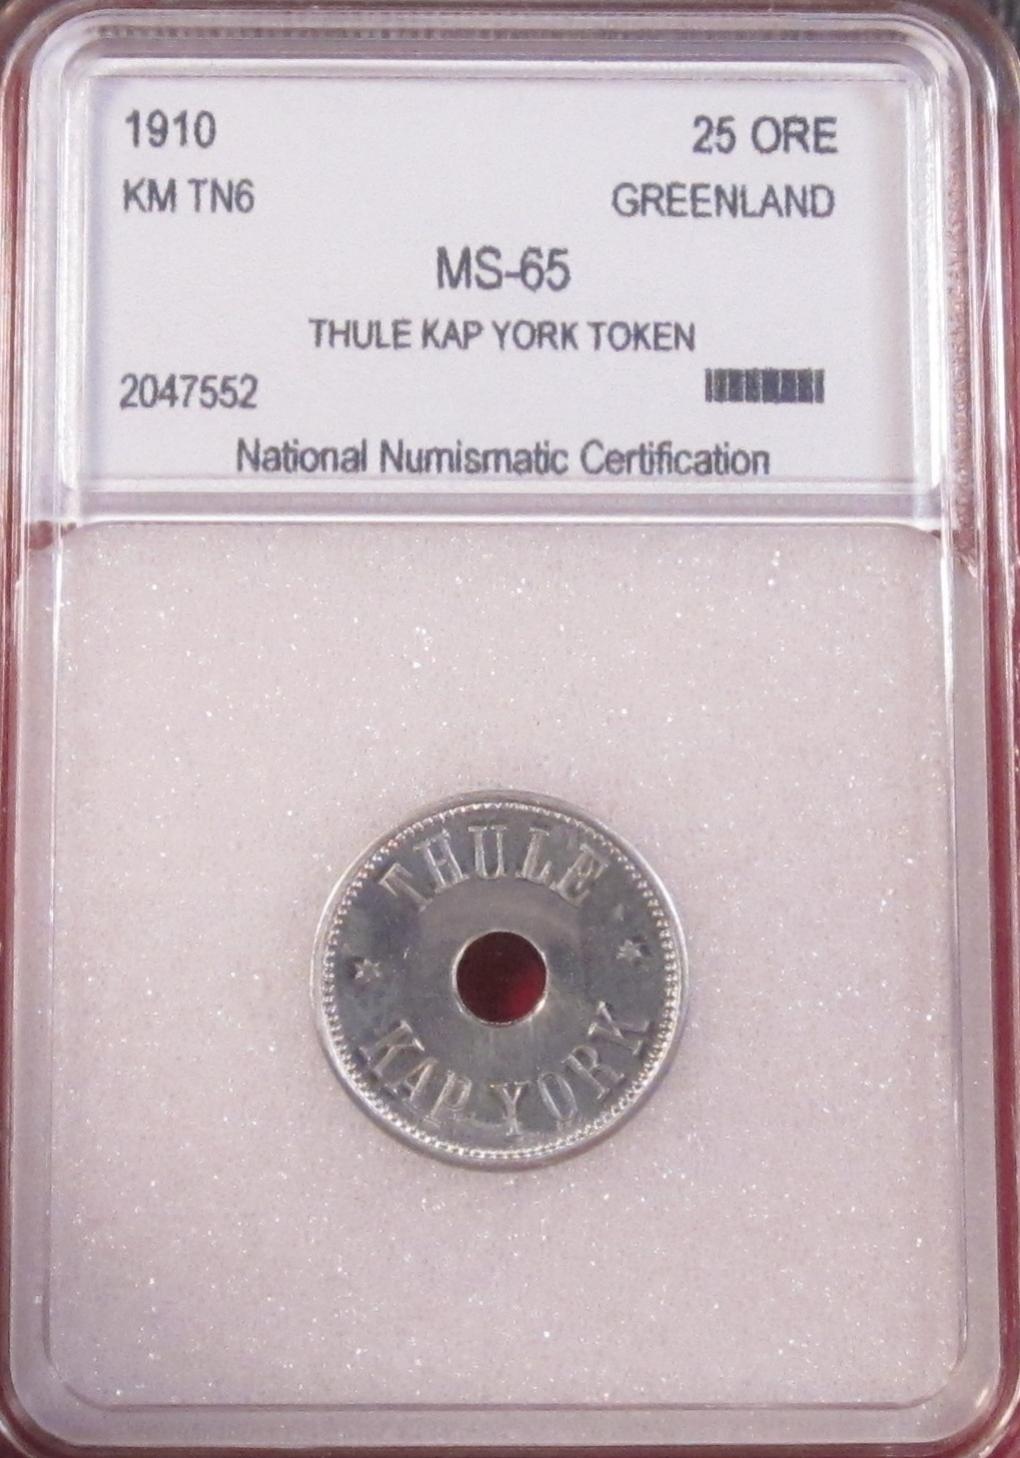 1910 25 ORE
KM TN6 GREENLAND
MS-65
THULE KAP YORK TOKEN
2047552
National Numismatic Certification
THULE
KAP YORK